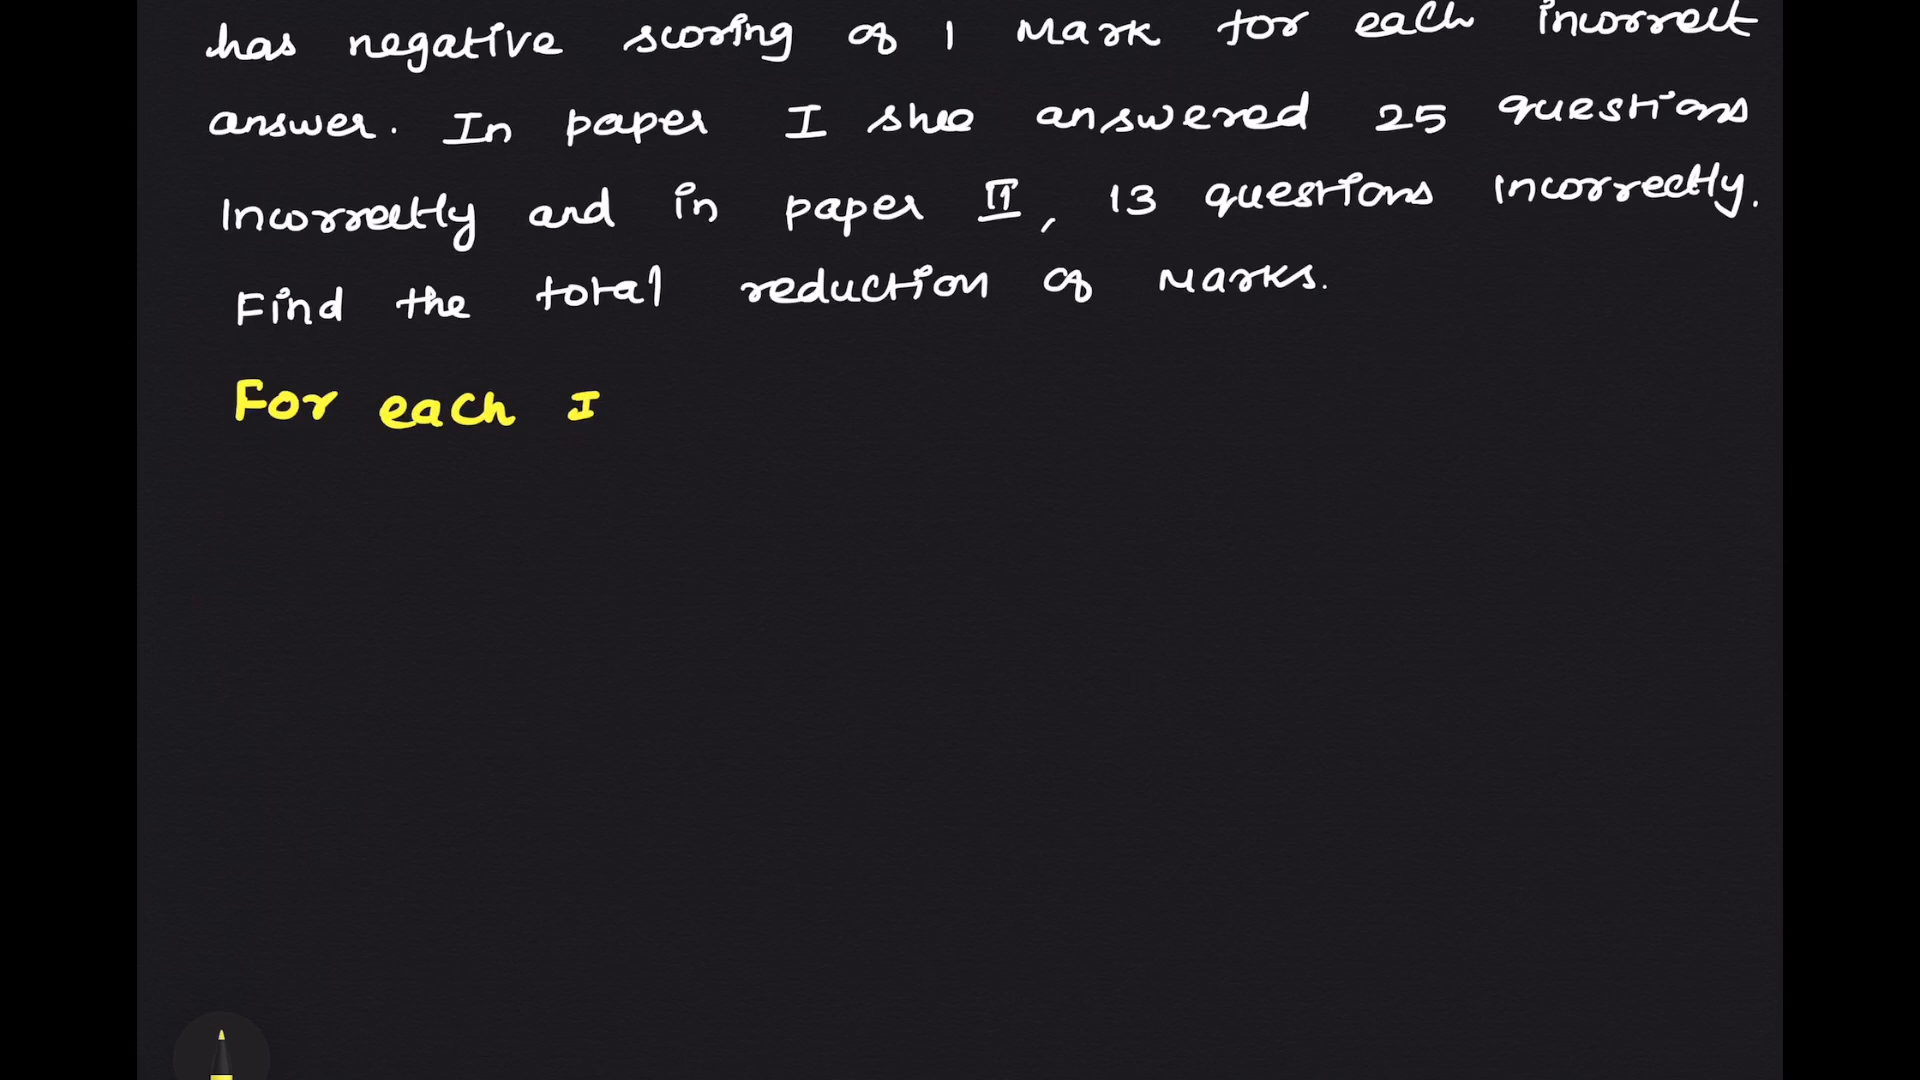 has negative scoring of 1 Mark for each incorrect
answer. In paper I she answered 25 questions
Incorrectly and in paper II, 13 questions incorrectly.
Find the total reduction of Marks.
For each I